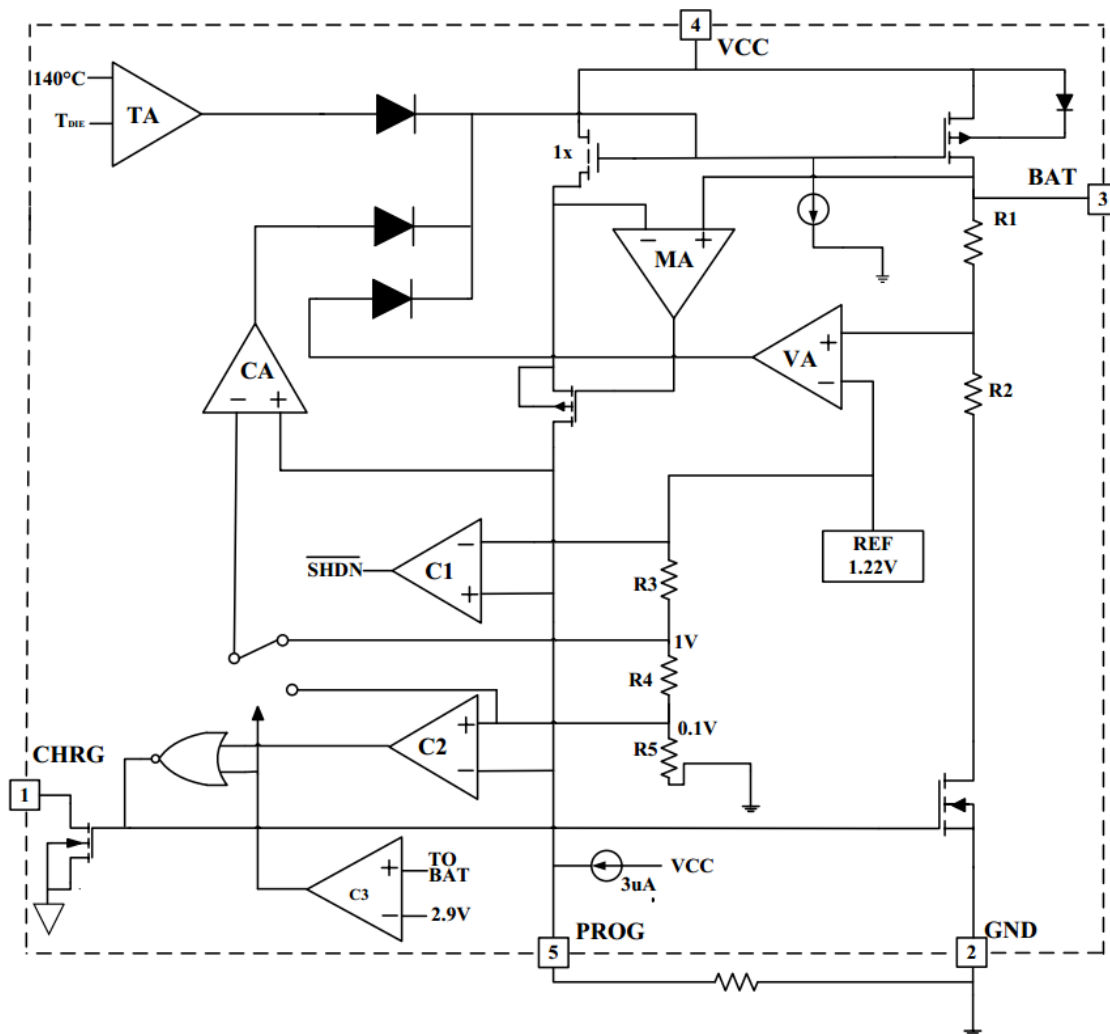 4
VCC
140°C
TDIE
TA
1x
BAT
3
R1
− +
MA
CA
− +
VA
+
−
R2
REF
1.22V
SHDN
C1
−
+
R3
1V
R4
0.1V
R5
C2
+
−
CHRG
1
C3
+
−
TO
BAT
2.9V
VCC
3uA
PROG
5
GND
2